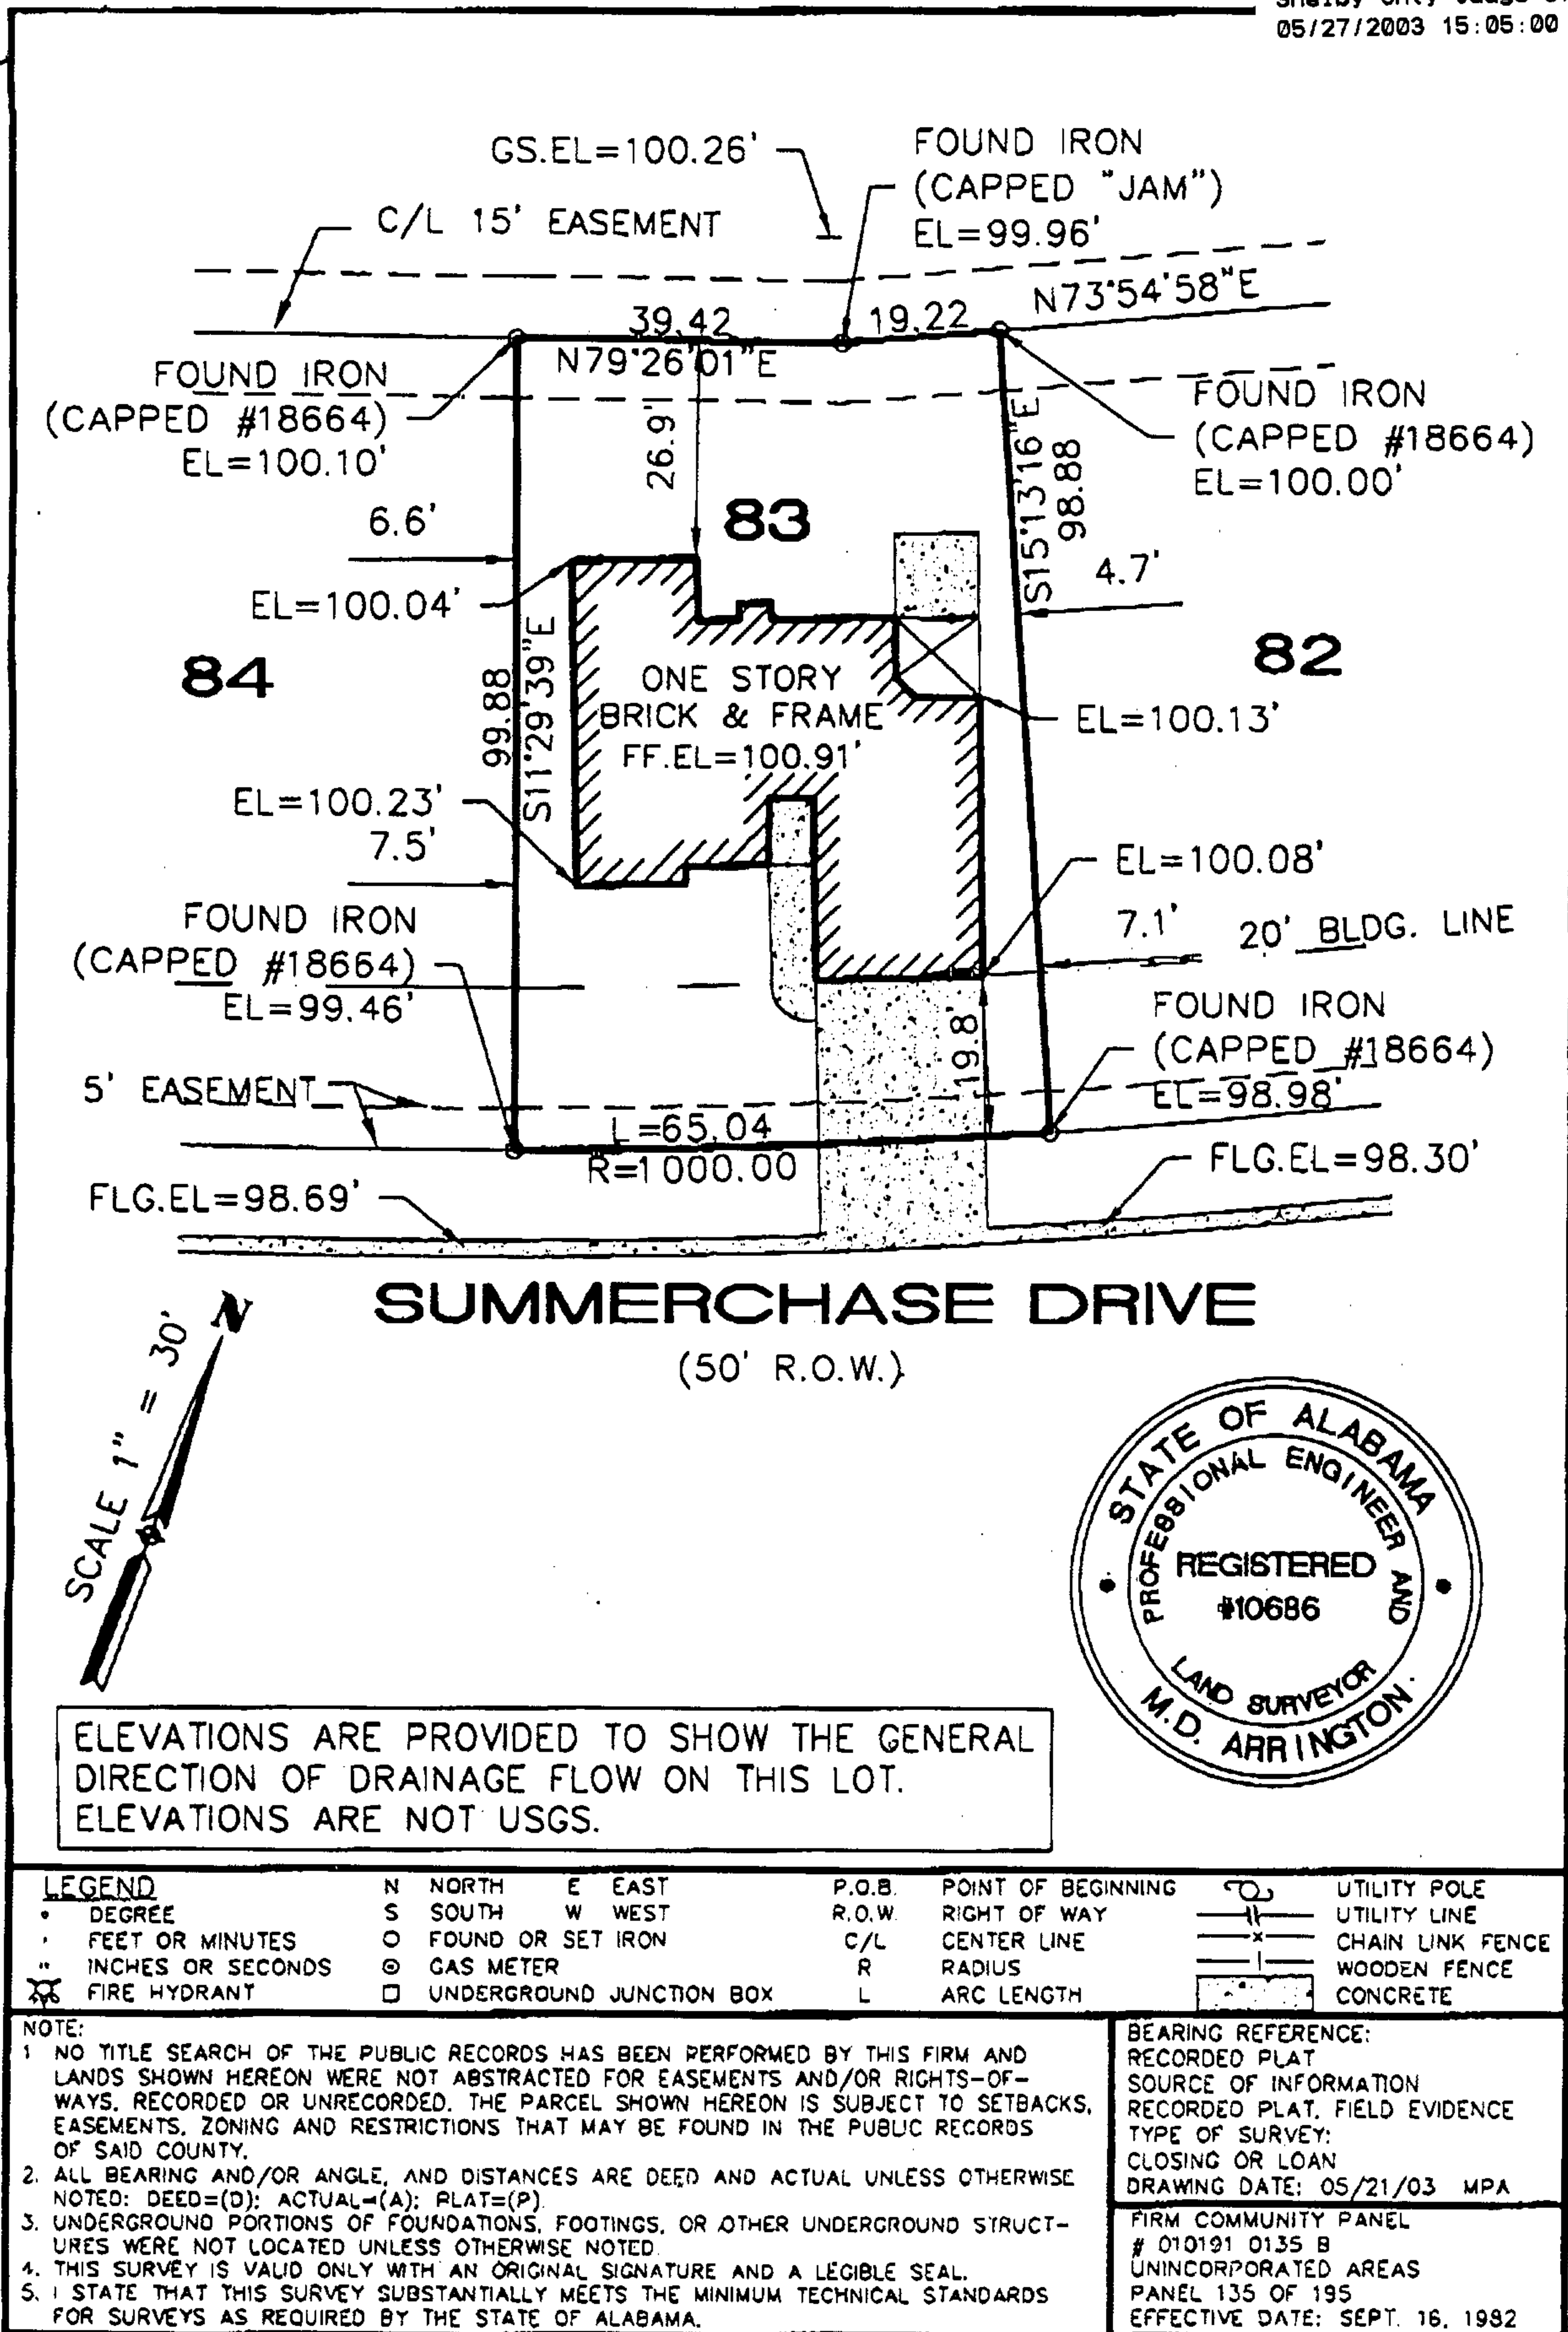 05/27/2003 15:05:00
GS.EL=100.26'
FOUND IRON
(CAPPED "JAM")
EL=99.96'
C/L 15' EASEMENT
N73°54'58"E
39.42
19.22
N79°26'01"E
FOUND IRON
(CAPPED #18664)
EL=100.10'
FOUND IRON
(CAPPED #18664)
EL=100.00'
26.9'
S15°13'16"E
98.88
83
6.6'
4.7'
EL=100.04'
84
82
99.88
S11°29'39"E
ONE STORY
BRICK & FRAME
FF.EL=100.91'
EL=100.13'
EL=100.23'
7.5'
EL=100.08'
7.1'
20' BLDG. LINE
FOUND IRON
(CAPPED #18664)
EL=99.46'
19.8'
FOUND IRON
(CAPPED #18664)
EL=98.98'
5' EASEMENT
L=65.04
R=1000.00
FLG.EL=98.69'
FLG.EL=98.30'
SUMMERCHASE DRIVE
(50' R.O.W.)
N
SCALE 1" = 30'
STATE OF ALABAMA
PROFESSIONAL ENGINEER AND
REGISTERED
#10686
LAND SURVEYOR
M.D. ARRINGTON
ELEVATIONS ARE PROVIDED TO SHOW THE GENERAL
DIRECTION OF DRAINAGE FLOW ON THIS LOT.
ELEVATIONS ARE NOT USGS.
LEGEND
° DEGREE
' FEET OR MINUTES
" INCHES OR SECONDS
FIRE HYDRANT
N NORTH E EAST
S SOUTH W WEST
FOUND OR SET IRON
GAS METER
UNDERGROUND JUNCTION BOX
P.O.B. POINT OF BEGINNING
R.O.W. RIGHT OF WAY
C/L CENTER LINE
R RADIUS
L ARC LENGTH
UTILITY POLE
UTILITY LINE
CHAIN LINK FENCE
WOODEN FENCE
CONCRETE
NOTE:
1 NO TITLE SEARCH OF THE PUBLIC RECORDS HAS BEEN PERFORMED BY THIS FIRM AND
LANDS SHOWN HEREON WERE NOT ABSTRACTED FOR EASEMENTS AND/OR RIGHTS-OF-
WAYS, RECORDED OR UNRECORDED. THE PARCEL SHOWN HEREON IS SUBJECT TO SETBACKS,
EASEMENTS, ZONING AND RESTRICTIONS THAT MAY BE FOUND IN THE PUBLIC RECORDS
OF SAID COUNTY.
2. ALL BEARING AND/OR ANGLE, AND DISTANCES ARE DEED AND ACTUAL UNLESS OTHERWISE
NOTED: DEED=(D); ACTUAL=(A); PLAT=(P)
3. UNDERGROUND PORTIONS OF FOUNDATIONS, FOOTINGS, OR OTHER UNDERGROUND STRUCT-
URES WERE NOT LOCATED UNLESS OTHERWISE NOTED.
4. THIS SURVEY IS VALID ONLY WITH AN ORIGINAL SIGNATURE AND A LEGIBLE SEAL.
5. I STATE THAT THIS SURVEY SUBSTANTIALLY MEETS THE MINIMUM TECHNICAL STANDARDS
FOR SURVEYS AS REQUIRED BY THE STATE OF ALABAMA.
BEARING REFERENCE:
RECORDED PLAT
SOURCE OF INFORMATION
RECORDED PLAT, FIELD EVIDENCE
TYPE OF SURVEY:
CLOSING OR LOAN
DRAWING DATE: 05/21/03 MPA
FIRM COMMUNITY PANEL
# 010191 0135 B
UNINCORPORATED AREAS
PANEL 135 OF 195
EFFECTIVE DATE: SEPT. 16, 1982